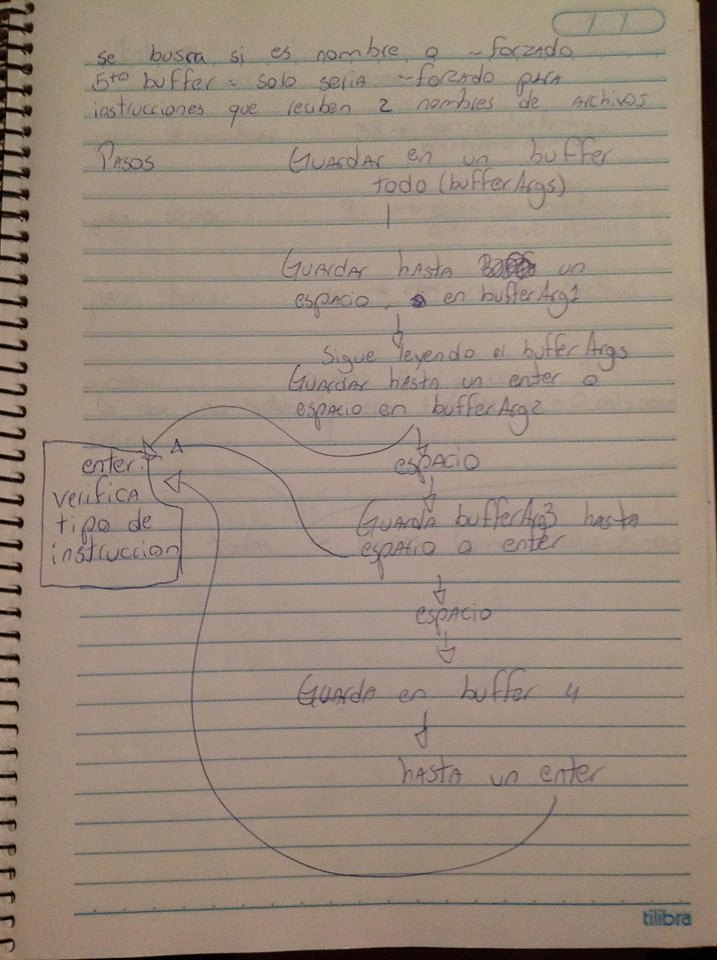 se busca si es nombre o -forzado
5to buffer - solo seria -forzado para
instrucciones que reciben 2 nombres de archivos
Pasos
Guardar en un buffer
todo (bufferArgs)
Guardar hasta un
espacio en bufferArg1
Sigue leyendo el bufferArgs
Guardar hasta un enter o
espacio en bufferArg2
enter:
verifica
tipo de
instruccion
espacio
Guarda bufferArg3 hasta
espacio o enter
espacio
Guarda en buffer 4
hasta un enter
tilibra